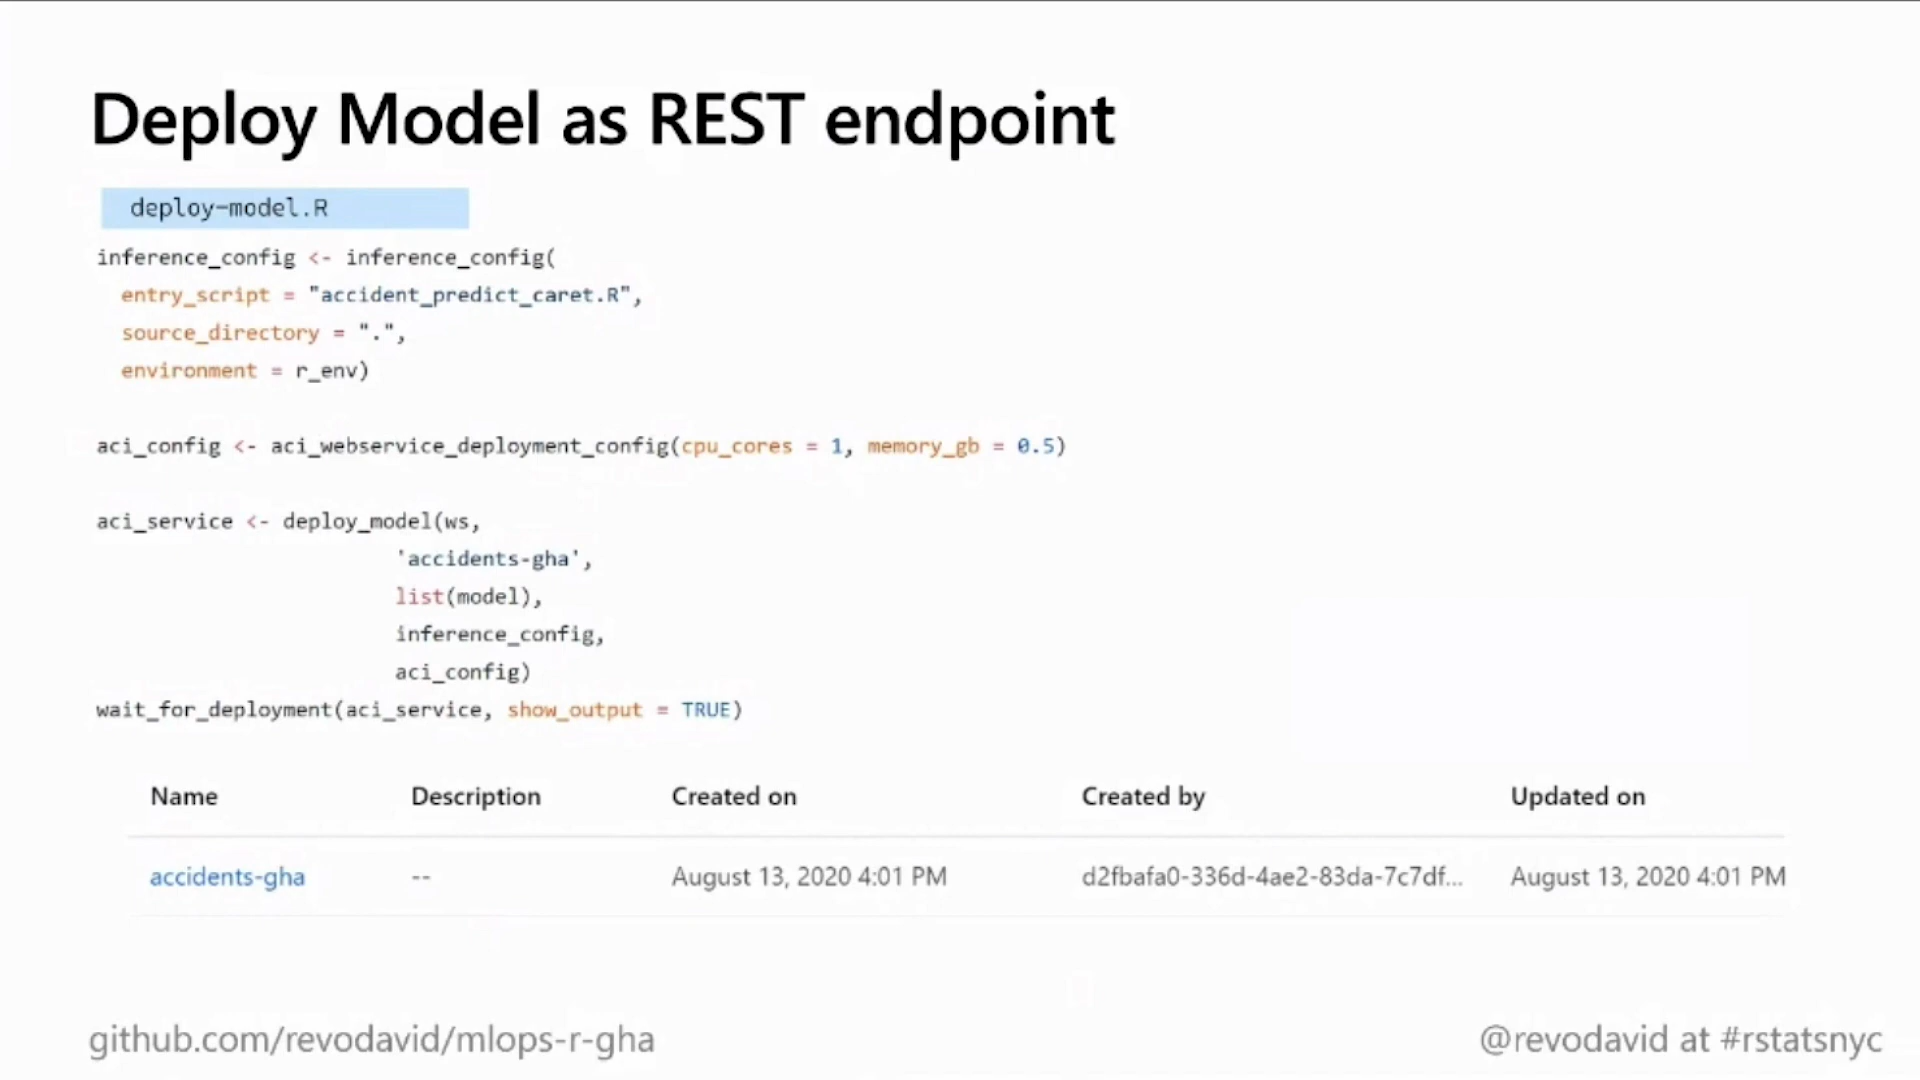 Deploy Model as REST endpoint
deploy-model.R
inference_config <- inference_config(
  entry_script = "accident_predict_caret.R",
  source_directory = ".",
  environment = r_env)
aci_config <- aci_webservice_deployment_config(cpu_cores = 1, memory_gb = 0.5)
aci_service <- deploy_model(ws,
                        'accidents-gha',
                        list(model),
                        inference_config,
                        aci_config)
wait_for_deployment(aci_service, show_output = TRUE)
Name Description Created on Created by Updated on
accidents-gha -- August 13, 2020 4:01 PM d2fbafa0-336d-4ae2-83da-7c7df... August 13, 2020 4:01 PM
github.com/revodavid/mlops-r-gha @revodavid at #rstatsnyc